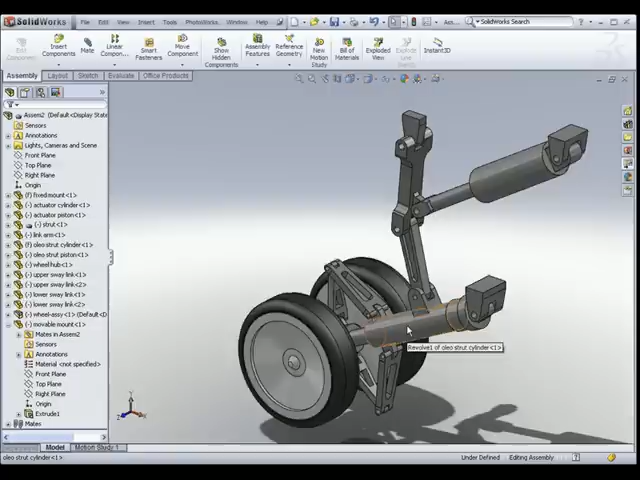 SolidWorks File Edit View Insert Tools PhotoWorks Window Help Ass... SolidWorks Search
Edit Component
Insert Components
Mate
Linear Compon...
Smart Fasteners
Move Component
Show Hidden Components
Assembly Features
Reference Geometry
New Motion Study
Bill of Materials
Exploded View
Explode Line Sketch
Instant3D
Assembly Layout Sketch Evaluate Office Products
Assem2 (Default<Display Stat
Sensors
Annotations
Lights, Cameras and Scene
Front Plane
Top Plane
Right Plane
Origin
(f) fixed mount<1>
(-) actuator cylinder<1>
(-) actuator piston<1>
(-) strut<1>
(-) link arm<1>
(f) oleo strut cylinder<1>
(-) oleo strut piston<1>
(-) wheel hub<1>
(-) upper sway link<1>
(-) upper sway link<2>
(-) lower sway link<1>
(-) lower sway link<2>
(-) wheel-assy <1> (Default<D
(-) movable mount<1>
Mates in Assem2
Sensors
Annotations
Material <not specified>
Front Plane
Top Plane
Right Plane
Origin
Extrude1
Mates
Revolve1 of oleo strut cylinder<1>
Y
Z X
Model Motion Study 1
oleo strut cylinder<1> Under Defined Editing Assembly